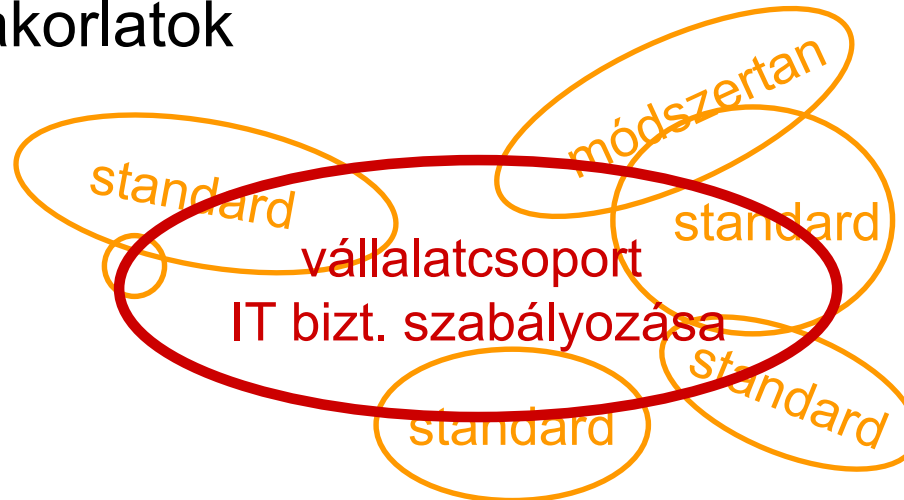 akorlatok
módszertan
standard
standard
vállalatcsoport
IT bizt. szabályozása
standard
standard